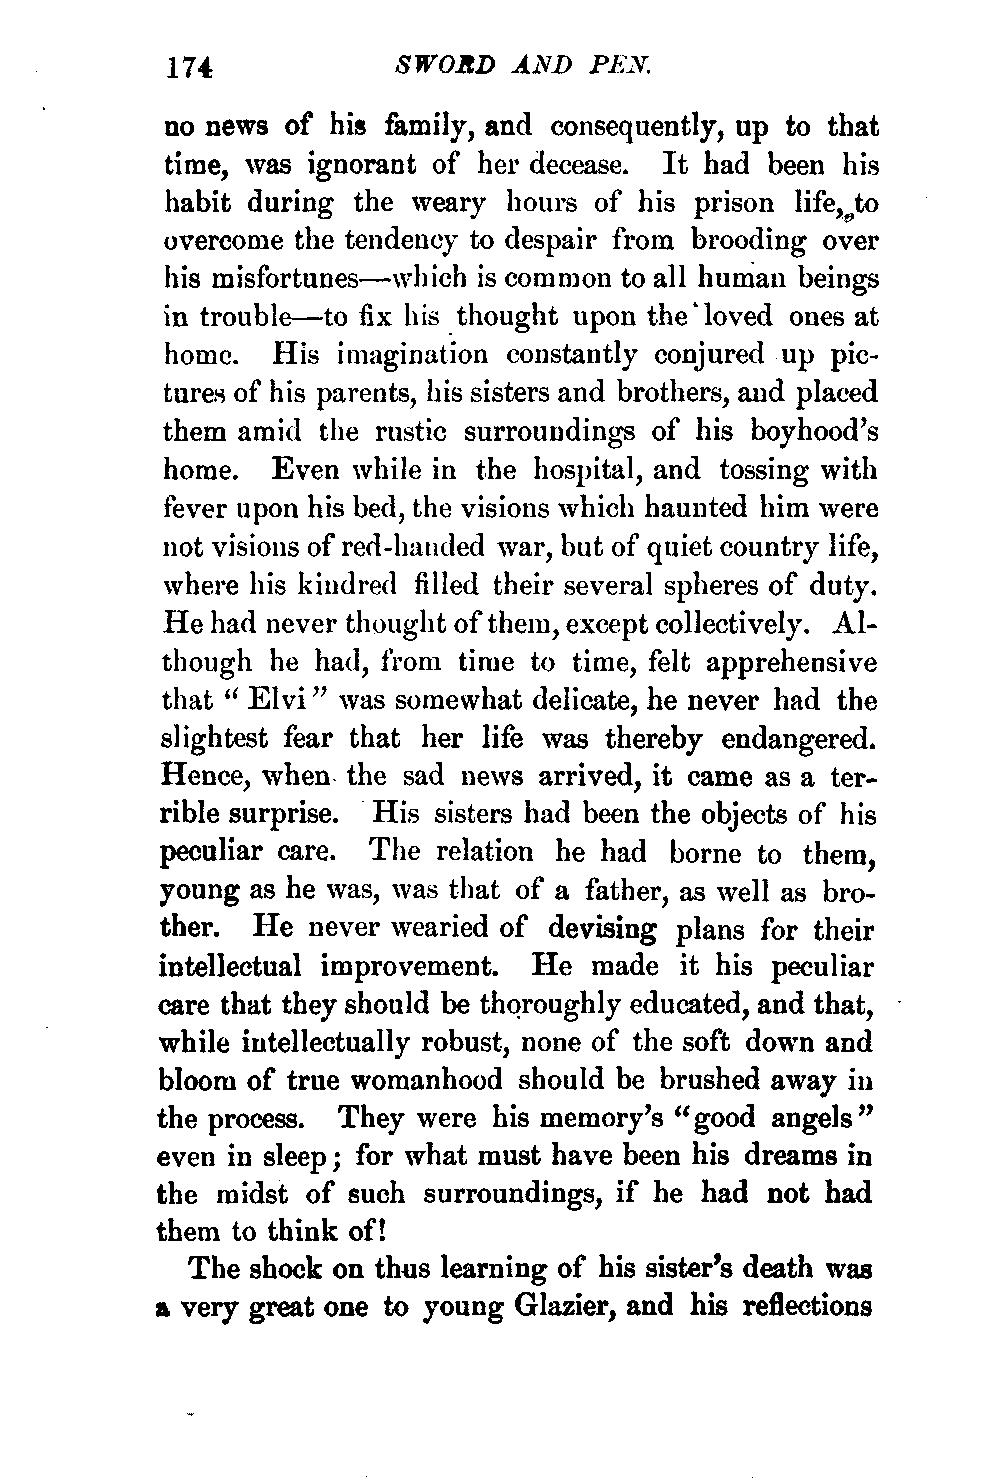 174 SWORD AND PEN.
no news of his family, and consequently, up to that
time, was ignorant of her decease. It had been his
habit during the weary hours of his prison life, to
overcome the tendency to despair from brooding over
his misfortunes—which is common to all human beings
in trouble—to fix his thought upon the loved ones at
home. His imagination constantly conjured up pic-
tures of his parents, his sisters and brothers, and placed
them amid the rustic surroundings of his boyhood's
home. Even while in the hospital, and tossing with
fever upon his bed, the visions which haunted him were
not visions of red-handed war, but of quiet country life,
where his kindred filled their several spheres of duty.
He had never thought of them, except collectively. Al-
though he had, from time to time, felt apprehensive
that "Elvi" was somewhat delicate, he never had the
slightest fear that her life was thereby endangered.
Hence, when the sad news arrived, it came as a ter-
rible surprise. His sisters had been the objects of his
peculiar care. The relation he had borne to them,
young as he was, was that of a father, as well as bro-
ther. He never wearied of devising plans for their
intellectual improvement. He made it his peculiar
care that they should be thoroughly educated, and that,
while intellectually robust, none of the soft down and
bloom of true womanhood should be brushed away in
the process. They were his memory's "good angels"
even in sleep; for what must have been his dreams in
the midst of such surroundings, if he had not had
them to think of!
The shock on thus learning of his sister's death was
a very great one to young Glazier, and his reflections